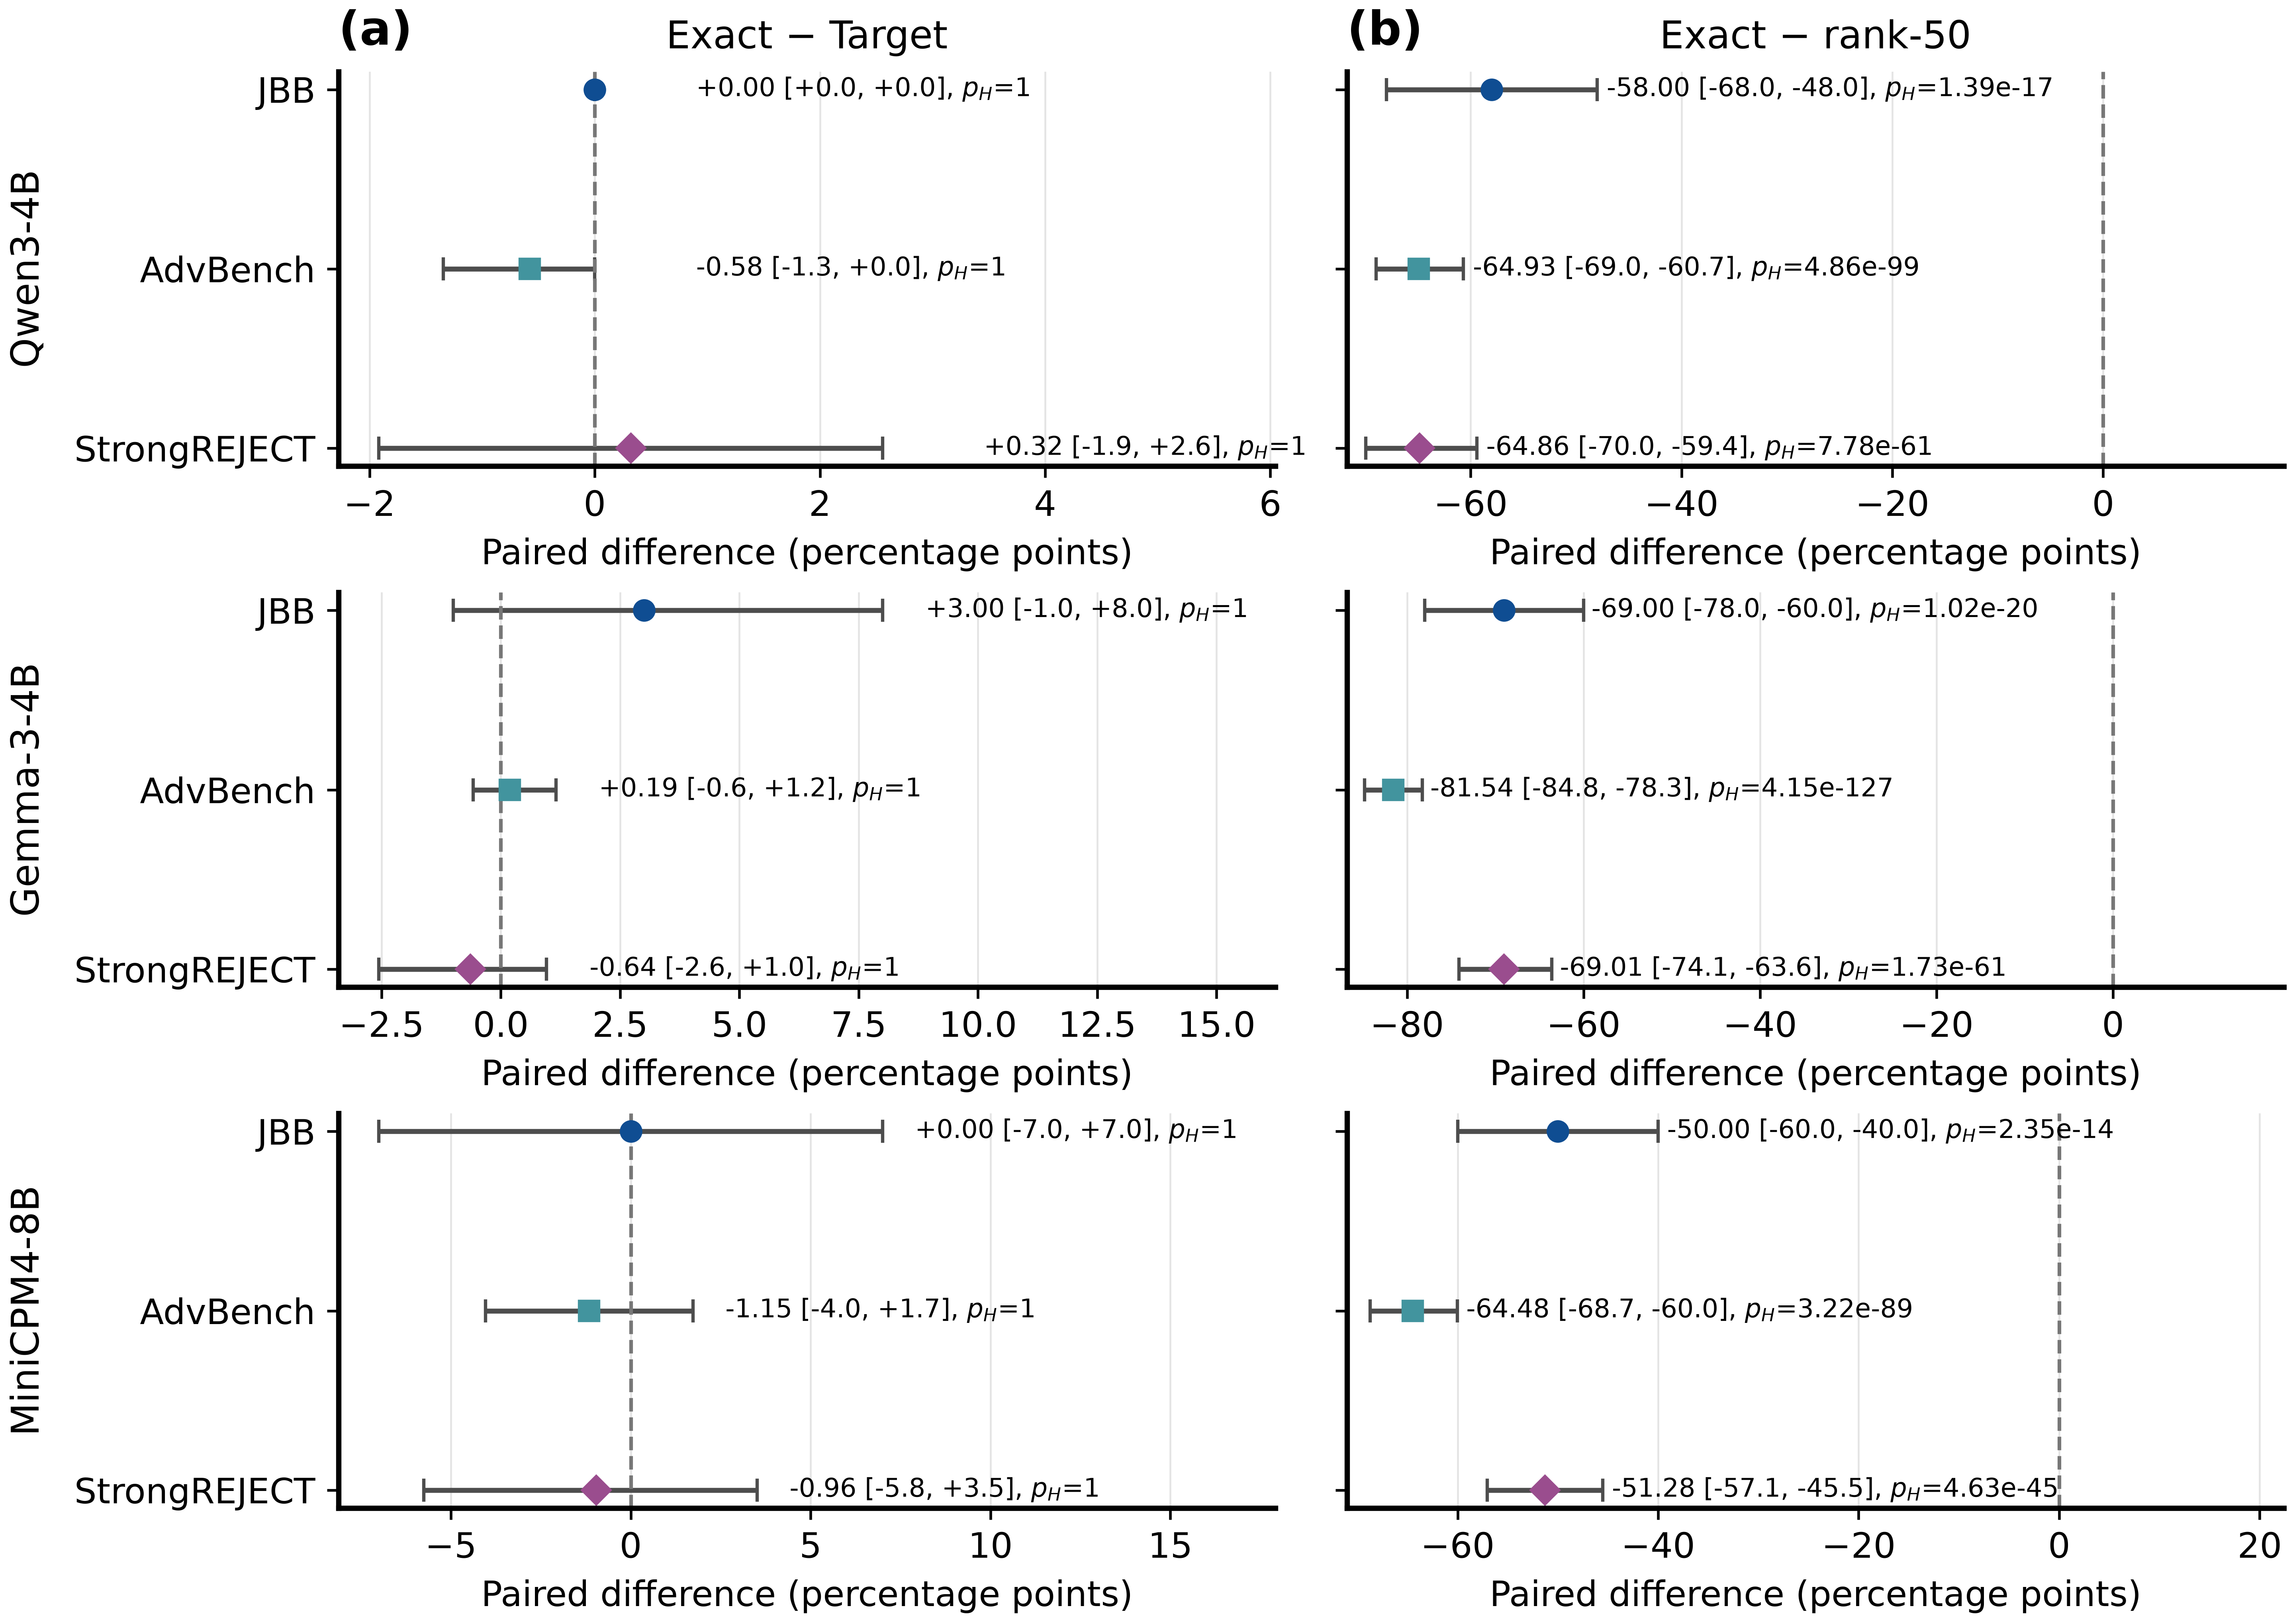 (a) Exact − Target
(b) Exact − rank-50
Qwen3-4B
JBB
+0.00 [+0.0, +0.0], pH=1
-58.00 [-68.0, -48.0], pH=1.39e-17
AdvBench
-0.58 [-1.3, +0.0], pH=1
-64.93 [-69.0, -60.7], pH=4.86e-99
StrongREJECT
+0.32 [-1.9, +2.6], pH=1
-64.86 [-70.0, -59.4], pH=7.78e-61
−2 0 2 4 6
−60 −40 −20 0
Paired difference (percentage points)
Paired difference (percentage points)
Gemma-3-4B
JBB
+3.00 [-1.0, +8.0], pH=1
-69.00 [-78.0, -60.0], pH=1.02e-20
AdvBench
+0.19 [-0.6, +1.2], pH=1
-81.54 [-84.8, -78.3], pH=4.15e-127
StrongREJECT
-0.64 [-2.6, +1.0], pH=1
-69.01 [-74.1, -63.6], pH=1.73e-61
−2.5 0.0 2.5 5.0 7.5 10.0 12.5 15.0
−80 −60 −40 −20 0
Paired difference (percentage points)
Paired difference (percentage points)
MiniCPM4-8B
JBB
+0.00 [-7.0, +7.0], pH=1
-50.00 [-60.0, -40.0], pH=2.35e-14
AdvBench
-1.15 [-4.0, +1.7], pH=1
-64.48 [-68.7, -60.0], pH=3.22e-89
StrongREJECT
-0.96 [-5.8, +3.5], pH=1
-51.28 [-57.1, -45.5], pH=4.63e-45
−5 0 5 10 15
−60 −40 −20 0 20
Paired difference (percentage points)
Paired difference (percentage points)